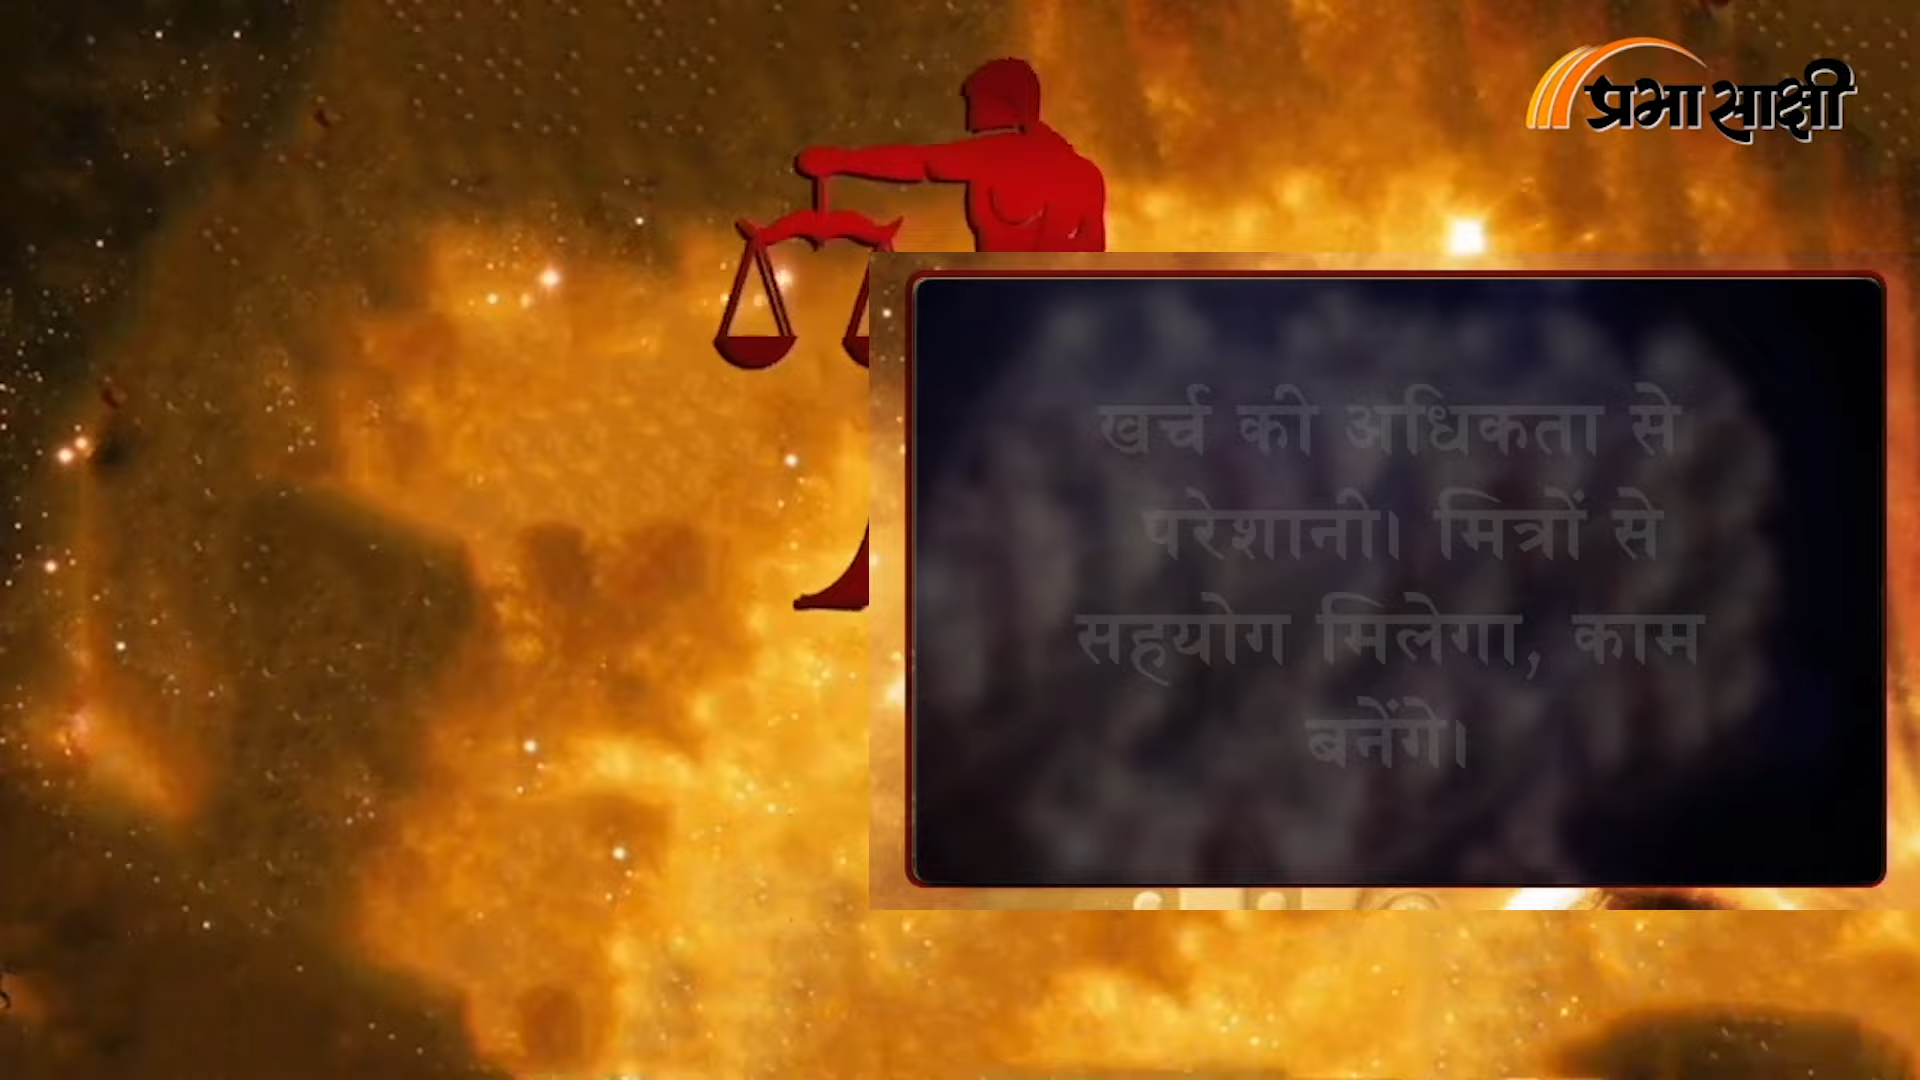 प्रभासाक्षी
खर्च की अधिकता से
परेशानी। मित्रों से
सहयोग मिलेगा, काम
बनेंगे।